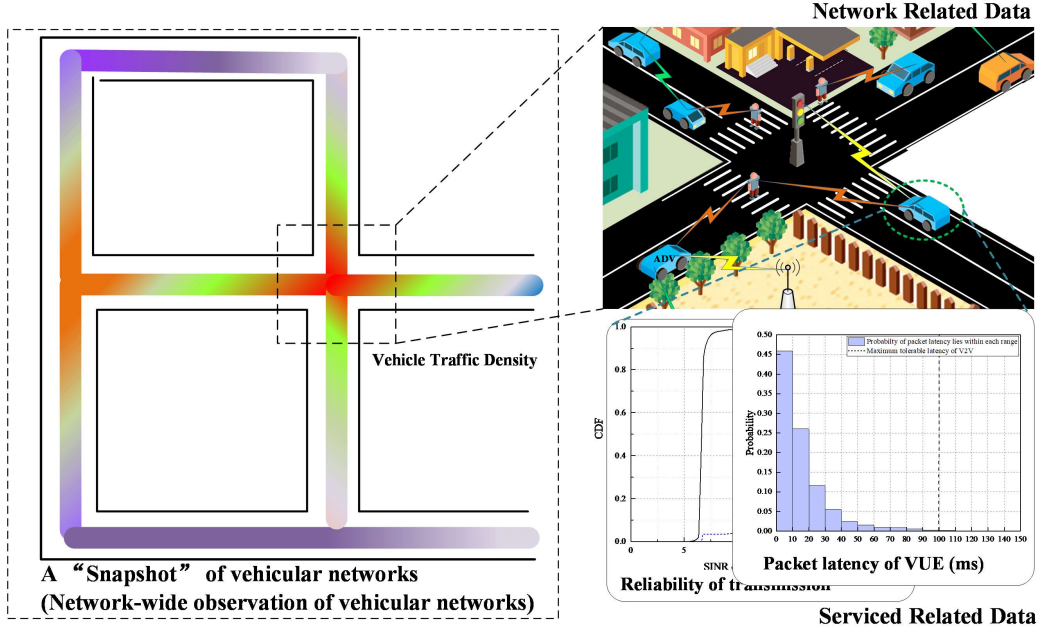 Network Related Data
Vehicle Traffic Density
A “Snapshot” of vehicular networks
(Network-wide observation of vehicular networks)
ADV
1.0
0.8
0.6
0.4
0.2
0.0
CDF
0
5
SINR
Reliability of transmission
0.50
0.45
0.40
0.35
0.30
0.25
0.20
0.15
0.10
0.05
0.00
Probability
Probabilty of packet latency lies within each range
Maximum tolerable latency of V2V
0 10 20 30 40 50 60 70 80 90 100 110 120 130 140 150
Packet latency of VUE (ms)
Serviced Related Data